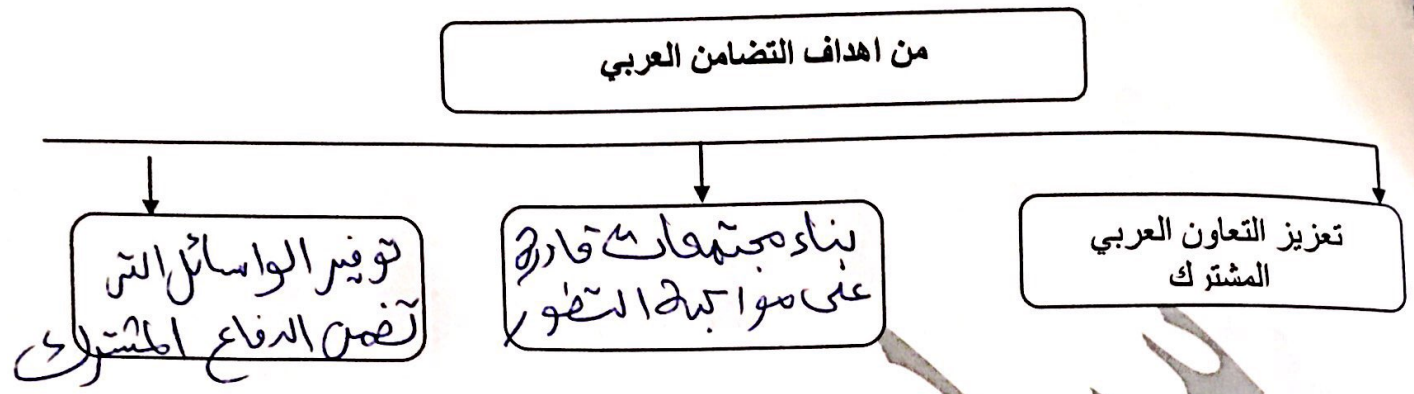 من اهداف التضامن العربي
تعزيز التعاون العربي
المشترك
بناء مجتمعات قادرة
على مواكبة التطور
توفير الواسائل التي
تضمن الدفاع المشترك